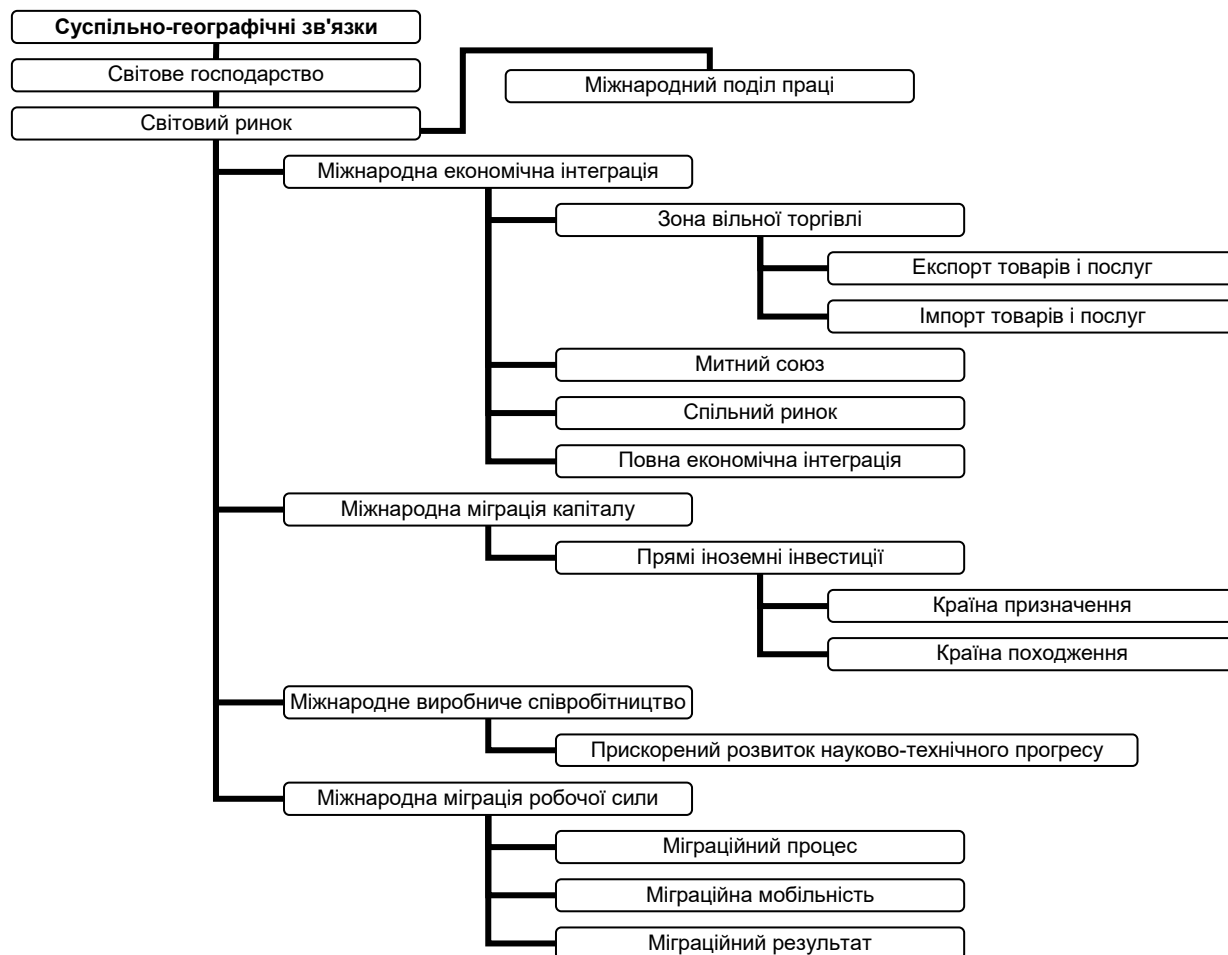 Суспільно-географічні зв'язки
Світове господарство
Міжнародний поділ праці
Світовий ринок
Міжнародна економічна інтеграція
Зона вільної торгівлі
Експорт товарів і послуг
Імпорт товарів і послуг
Митний союз
Спільний ринок
Повна економічна інтеграція
Міжнародна міграція капіталу
Прямі іноземні інвестиції
Країна призначення
Країна походження
Міжнародне виробниче співробітництво
Прискорений розвиток науково-технічного прогресу
Міжнародна міграція робочої сили
Міграційний процес
Міграційна мобільність
Міграційний результат